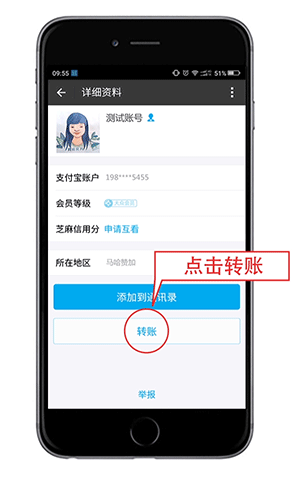 09:55
51%
详细资料
测试账号
支付宝账户 198****5455
会员等级
芝麻信用分 申请互看
所在地区 马哈赞加
点击转账
添加到通讯录
转账
举报